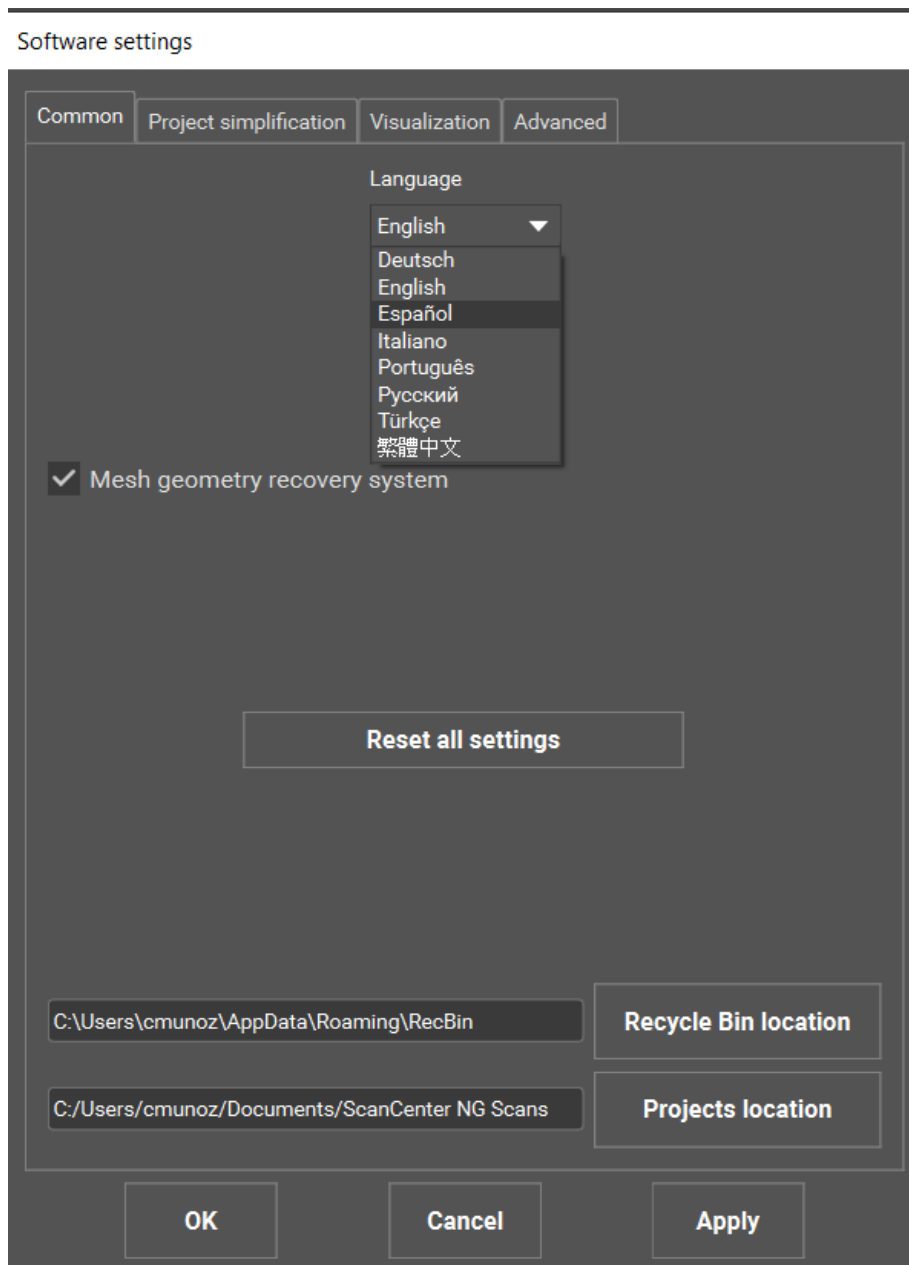 Software settings
Common Project simplification Visualization Advanced
Language
English
Deutsch
English
Español
Italiano
Português
Русский
Türkçe
繁體中文
Mesh geometry recovery system
Reset all settings
C:\Users\cmunoz\AppData\Roaming\RecBin Recycle Bin location
C:/Users/cmunoz/Documents/ScanCenter NG Scans Projects location
OK Cancel Apply